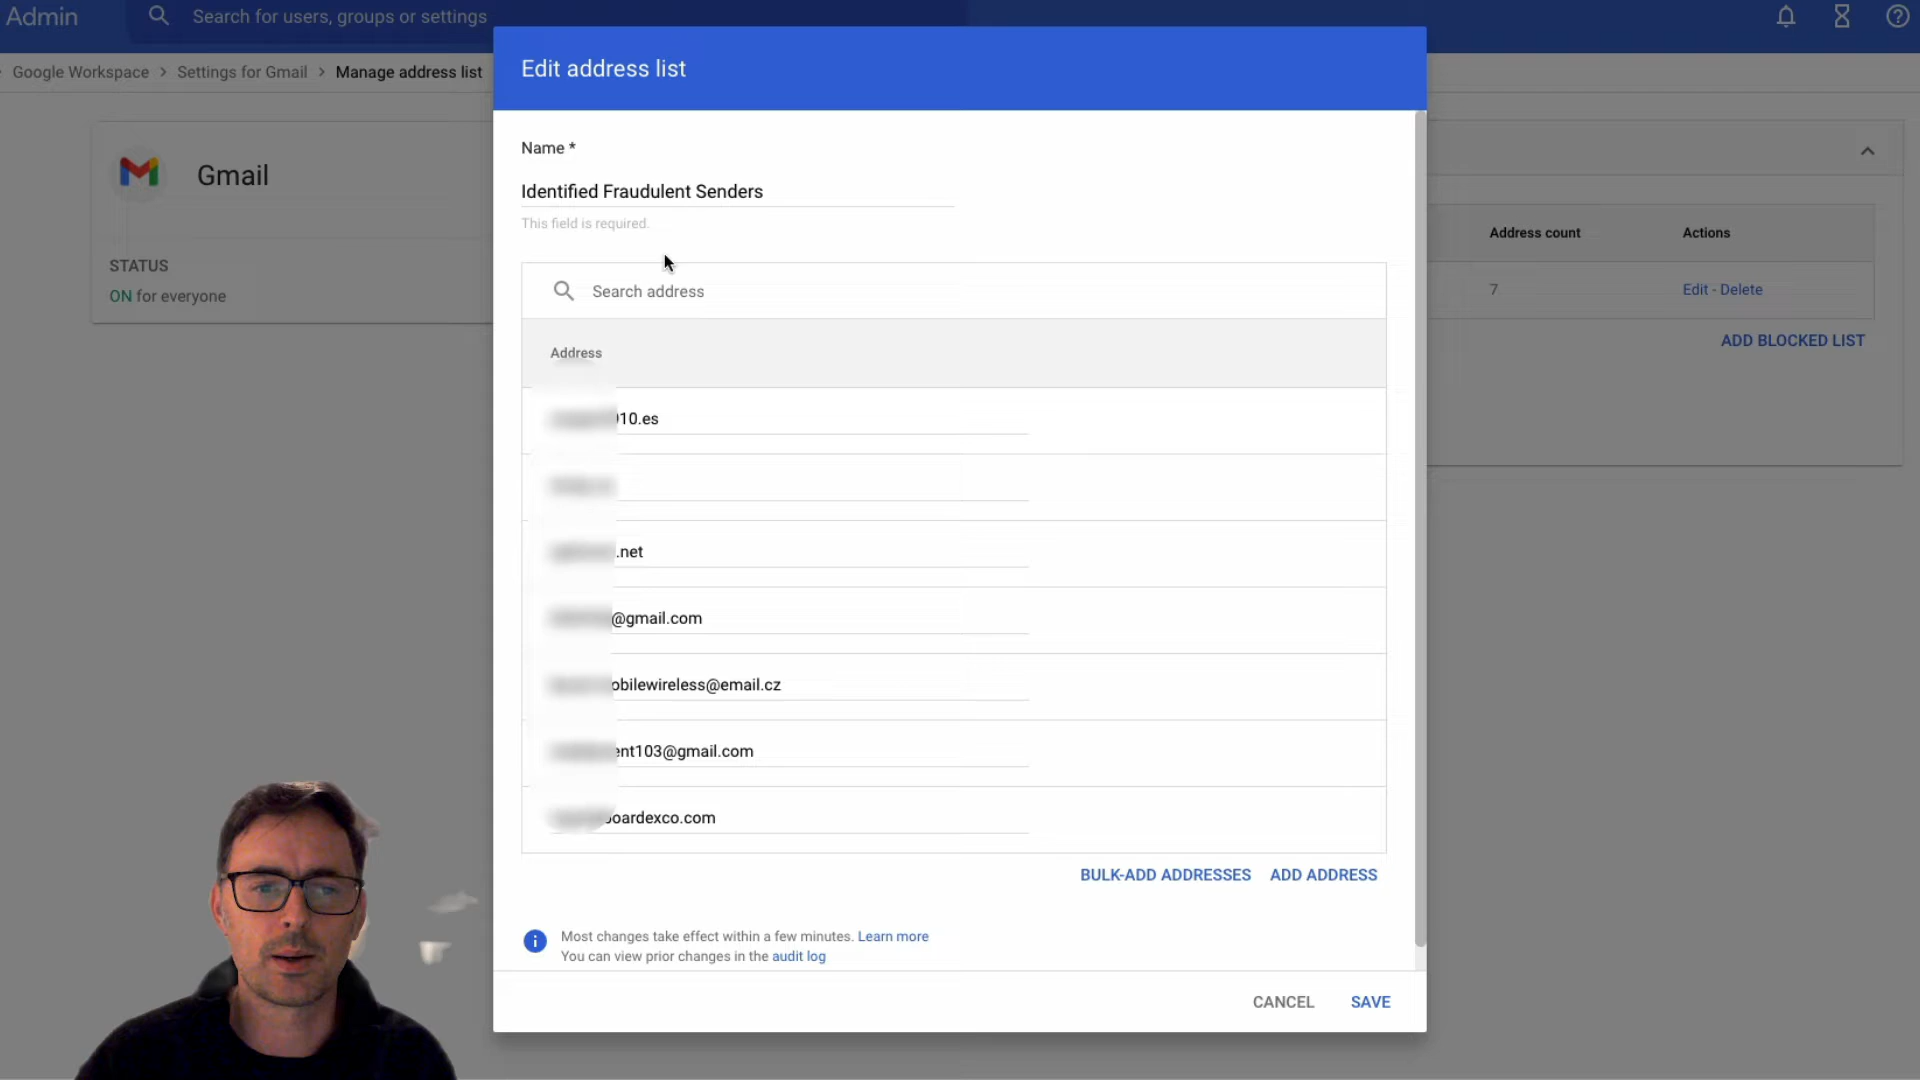 Admin
Search for users, groups or settings
Google Workspace > Settings for Gmail > Manage address list
Edit address list
Gmail
STATUS
ON for everyone
Name *
Identified Fraudulent Senders
This field is required.
Search address
Address
10.es
.net
@gmail.com
obilewireless@email.cz
ent103@gmail.com
oardexco.com
BULK-ADD ADDRESSES ADD ADDRESS
Most changes take effect within a few minutes. Learn more
You can view prior changes in the audit log
CANCEL SAVE
Address count Actions
7 Edit - Delete
ADD BLOCKED LIST